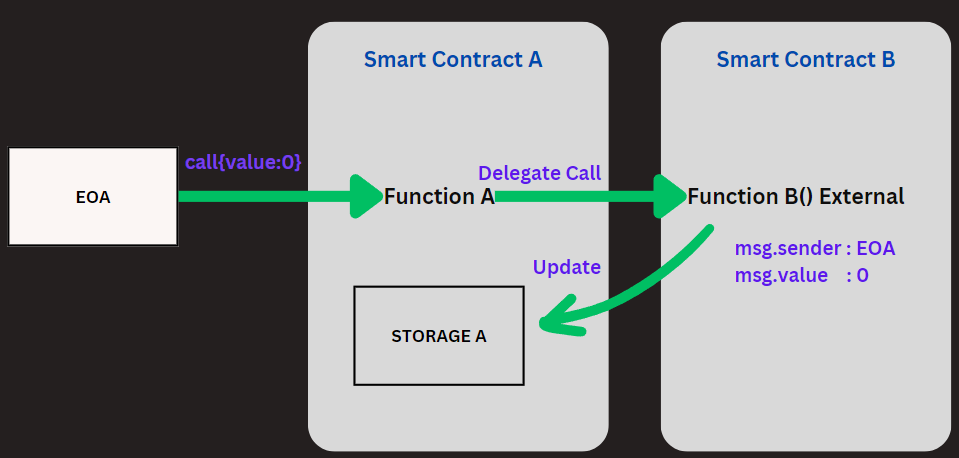 Smart Contract A
Smart Contract B
call{value:0}
EOA
Function A
Delegate Call
Function B() External
msg.sender : EOA
msg.value : 0
Update
STORAGE A